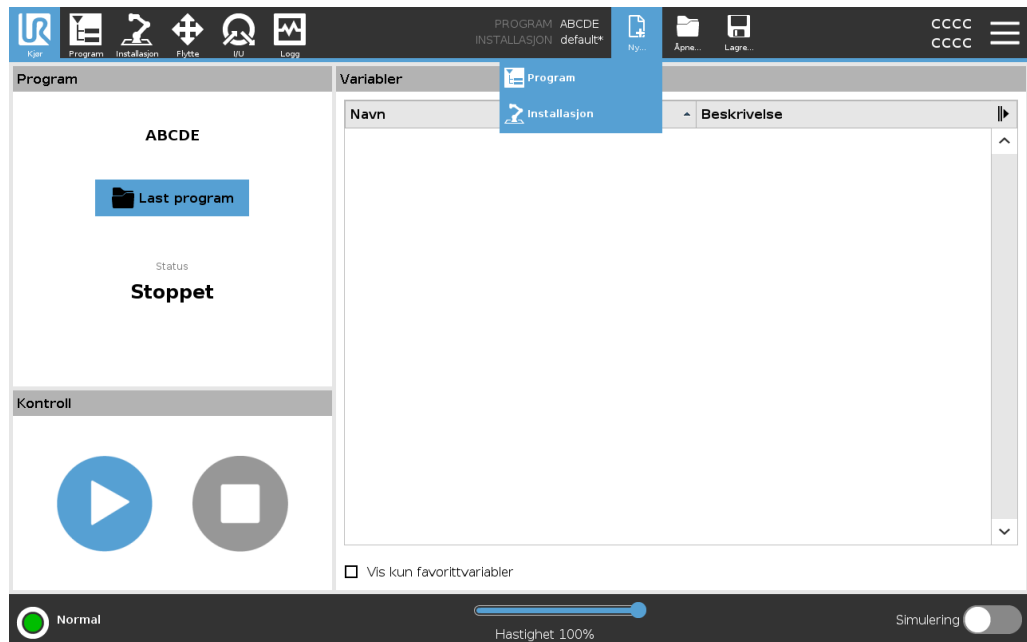 UR
Kjør
Program
Installasjon
Flytte
I/U
Logg
PROGRAM ABCDE
INSTALLASJON default*
Ny...
Åpne...
Lagre...
CCCC
CCCC
Program
Variabler
Program
Installasjon
Navn
Beskrivelse
ABCDE
Last program
Status
Stoppet
Kontroll
Vis kun favorittvariabler
Normal
Hastighet 100%
Simulering